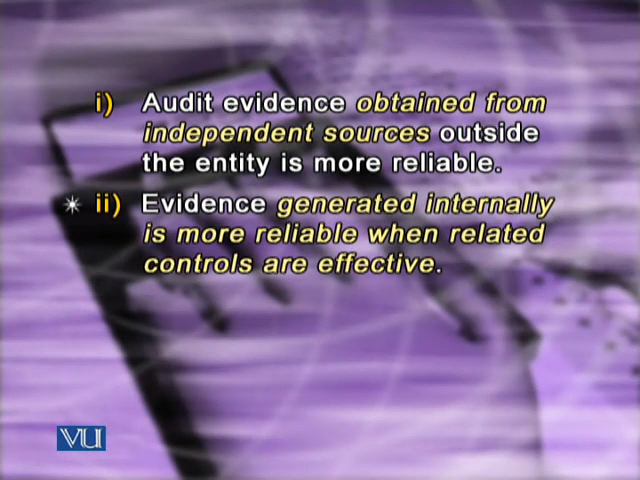 i) Audit evidence obtained from
independent sources outside
the entity is more reliable.
ii) Evidence generated internally
is more reliable when related
controls are effective.
VU